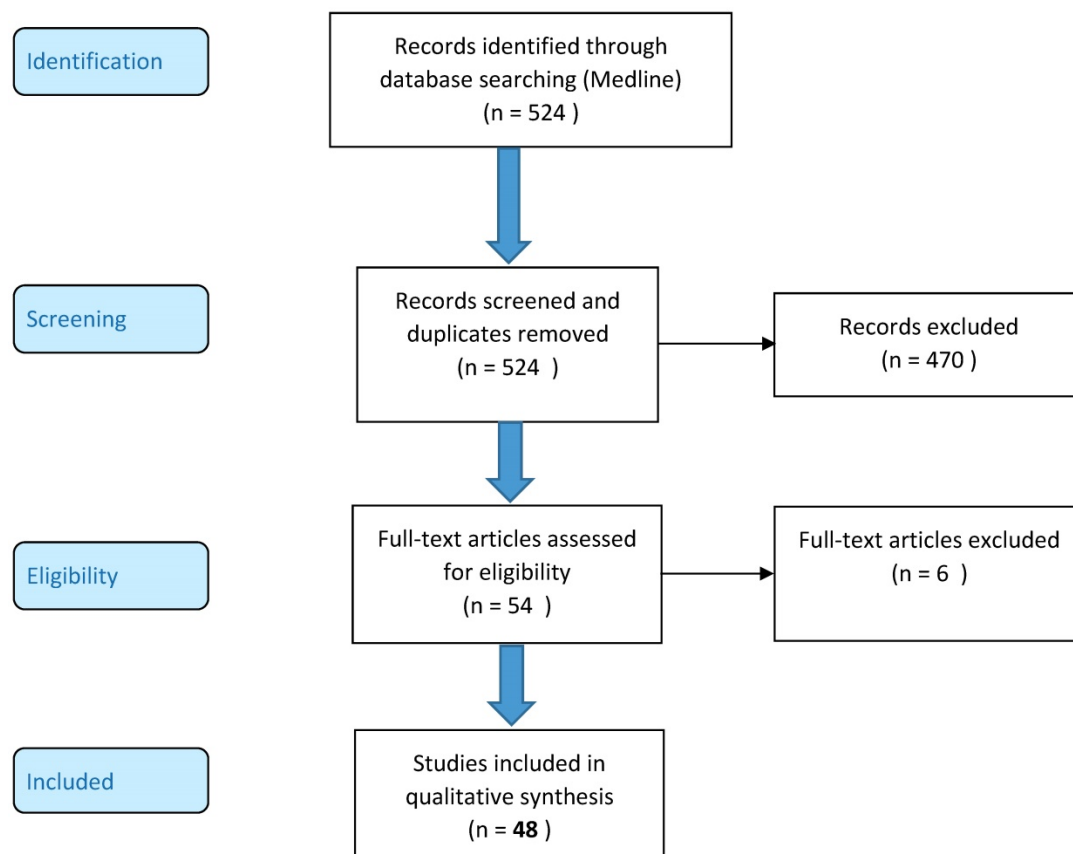 Identification
Records identified through
database searching (Medline)
(n = 524 )
Screening
Records screened and
duplicates removed
(n = 524 )
Records excluded
(n = 470 )
Eligibility
Full-text articles assessed
for eligibility
(n = 54 )
Full-text articles excluded
(n = 6 )
Included
Studies included in
qualitative synthesis
(n = 48 )